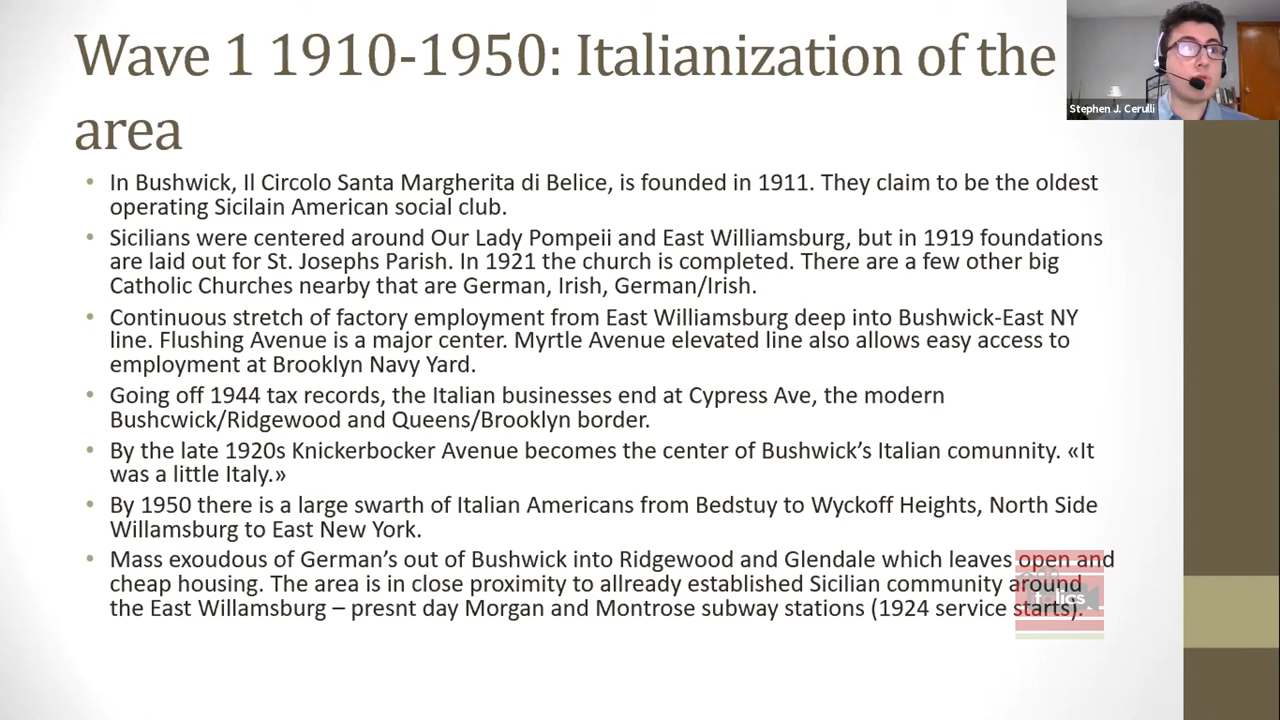 Wave 1 1910-1950: Italianization of the
area
Stephen J. Cerulli
• In Bushwick, Il Circolo Santa Margherita di Belice, is founded in 1911. They claim to be the oldest
operating Sicilain American social club.
• Sicilians were centered around Our Lady Pompeii and East Williamsburg, but in 1919 foundations
are laid out for St. Josephs Parish. In 1921 the church is completed. There are a few other big
Catholic Churches nearby that are German, Irish, German/Irish.
• Continuous stretch of factory employment from East Williamsburg deep into Bushwick-East NY
line. Flushing Avenue is a major center. Myrtle Avenue elevated line also allows easy access to
employment at Brooklyn Navy Yard.
• Going off 1944 tax records, the Italian businesses end at Cypress Ave, the modern
Bushcwick/Ridgewood and Queens/Brooklyn border.
• By the late 1920s Knickerbocker Avenue becomes the center of Bushwick’s Italian comunnity. «It
was a little Italy.»
• By 1950 there is a large swarth of Italian Americans from Bedstuy to Wyckoff Heights, North Side
Willamsburg to East New York.
• Mass exoudous of German’s out of Bushwick into Ridgewood and Glendale which leaves open and
cheap housing. The area is in close proximity to allready established Sicilian community around
the East Willamsburg – presnt day Morgan and Montrose subway stations (1924 service starts).
italics